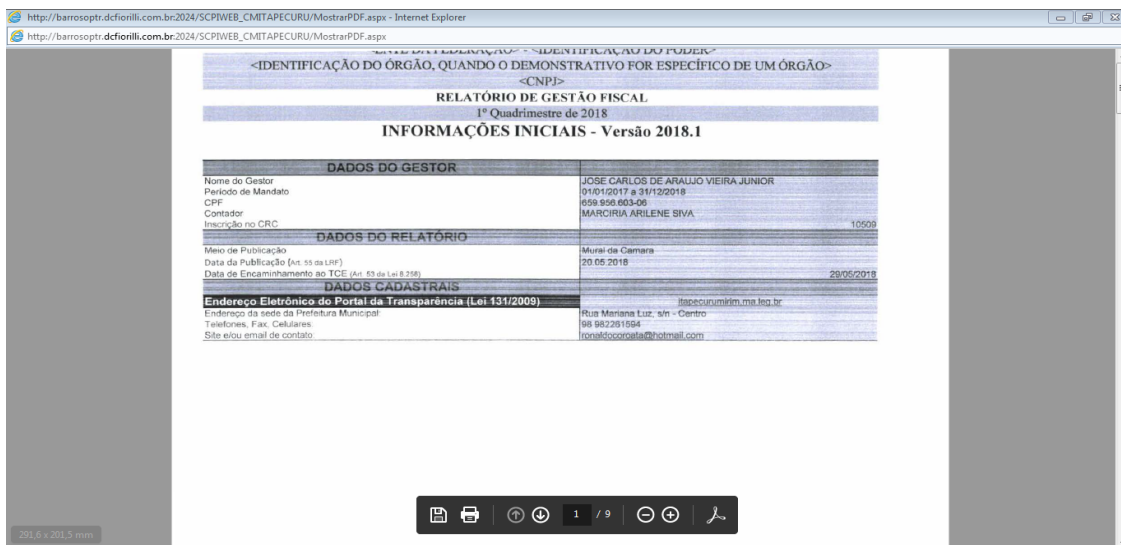 http://barrosoptr.dcfiorilli.com.br:2024/SCPIWEB_CMITAPECURU/MostrarPDF.aspx - Internet Explorer
http://barrosoptr.dcfiorilli.com.br:2024/SCPIWEB_CMITAPECURU/MostrarPDF.aspx
<ENTE DA FEDERAÇÃO> - <IDENTIFICAÇÃO DO PODER>
<IDENTIFICAÇÃO DO ÓRGÃO, QUANDO O DEMONSTRATIVO FOR ESPECÍFICO DE UM ÓRGÃO>
<CNPJ>
RELATÓRIO DE GESTÃO FISCAL
1º Quadrimestre de 2018
INFORMAÇÕES INICIAIS - Versão 2018.1
DADOS DO GESTOR
Nome do Gestor JOSE CARLOS DE ARAUJO VIEIRA JUNIOR
Período de Mandato 01/01/2017 a 31/12/2018
CPF 659.956.603-06
Contador MARCIRIA ARILENE SIVA
Inscrição no CRC 10509
DADOS DO RELATÓRIO
Meio de Publicação Mural da Camara
Data da Publicação (Art. 55 da LRF) 20.05.2018
Data de Encaminhamento ao TCE (Art. 53 da Lei 8.258) 29/05/2018
DADOS CADASTRAIS
Endereço Eletrônico do Portal da Transparência (Lei 131/2009) itapecurumirim.ma.leg.br
Endereço da sede da Prefeitura Municipal: Rua Mariana Luz, s/n - Centro
Telefones, Fax, Celulares: 98 982261594
Site e/ou email de contato: ronaldocoroata@hotmail.com
1 / 9
291,6 x 201,5 mm